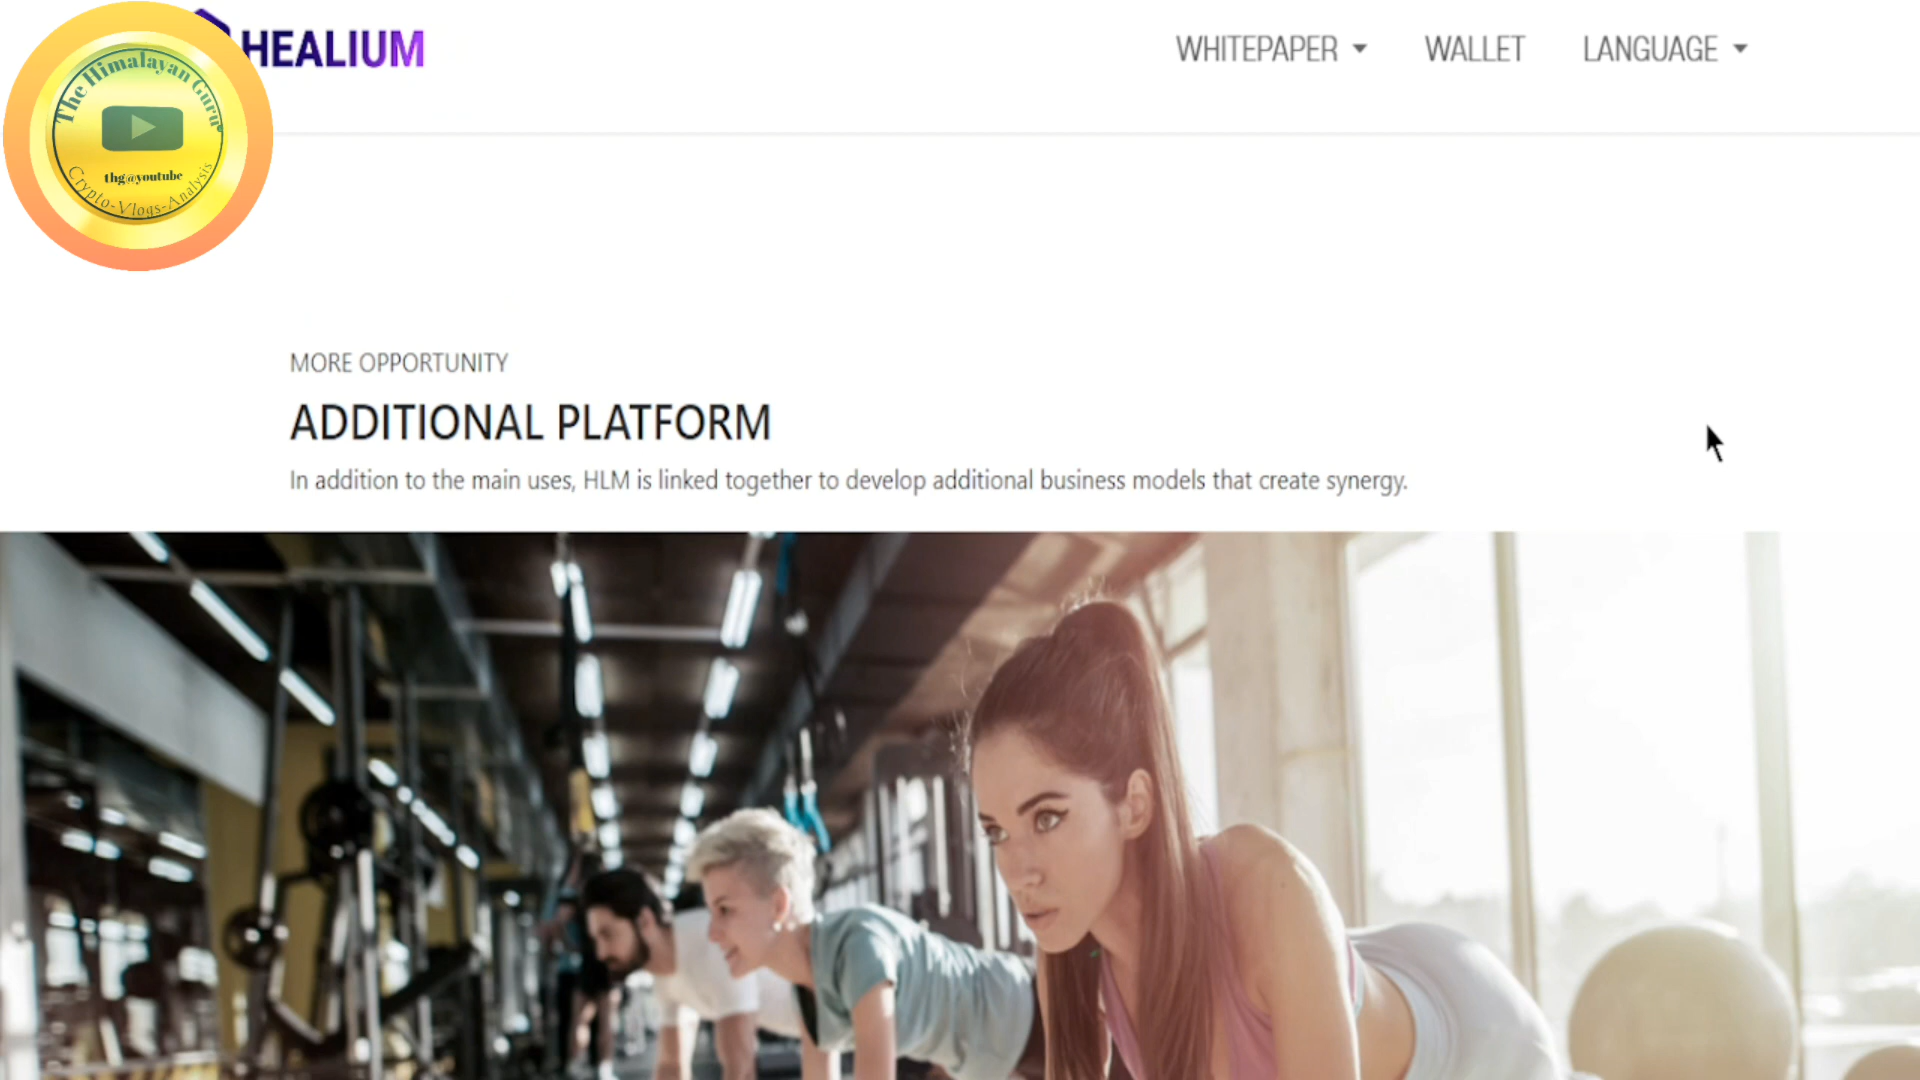 HEALIUM
WHITEPAPER
WALLET
LANGUAGE
The Himalayan Guru
thg@youtube
Crypto-Vlogs-Analysis
MORE OPPORTUNITY
ADDITIONAL PLATFORM
In addition to the main uses, HLM is linked together to develop additional business models that create synergy.